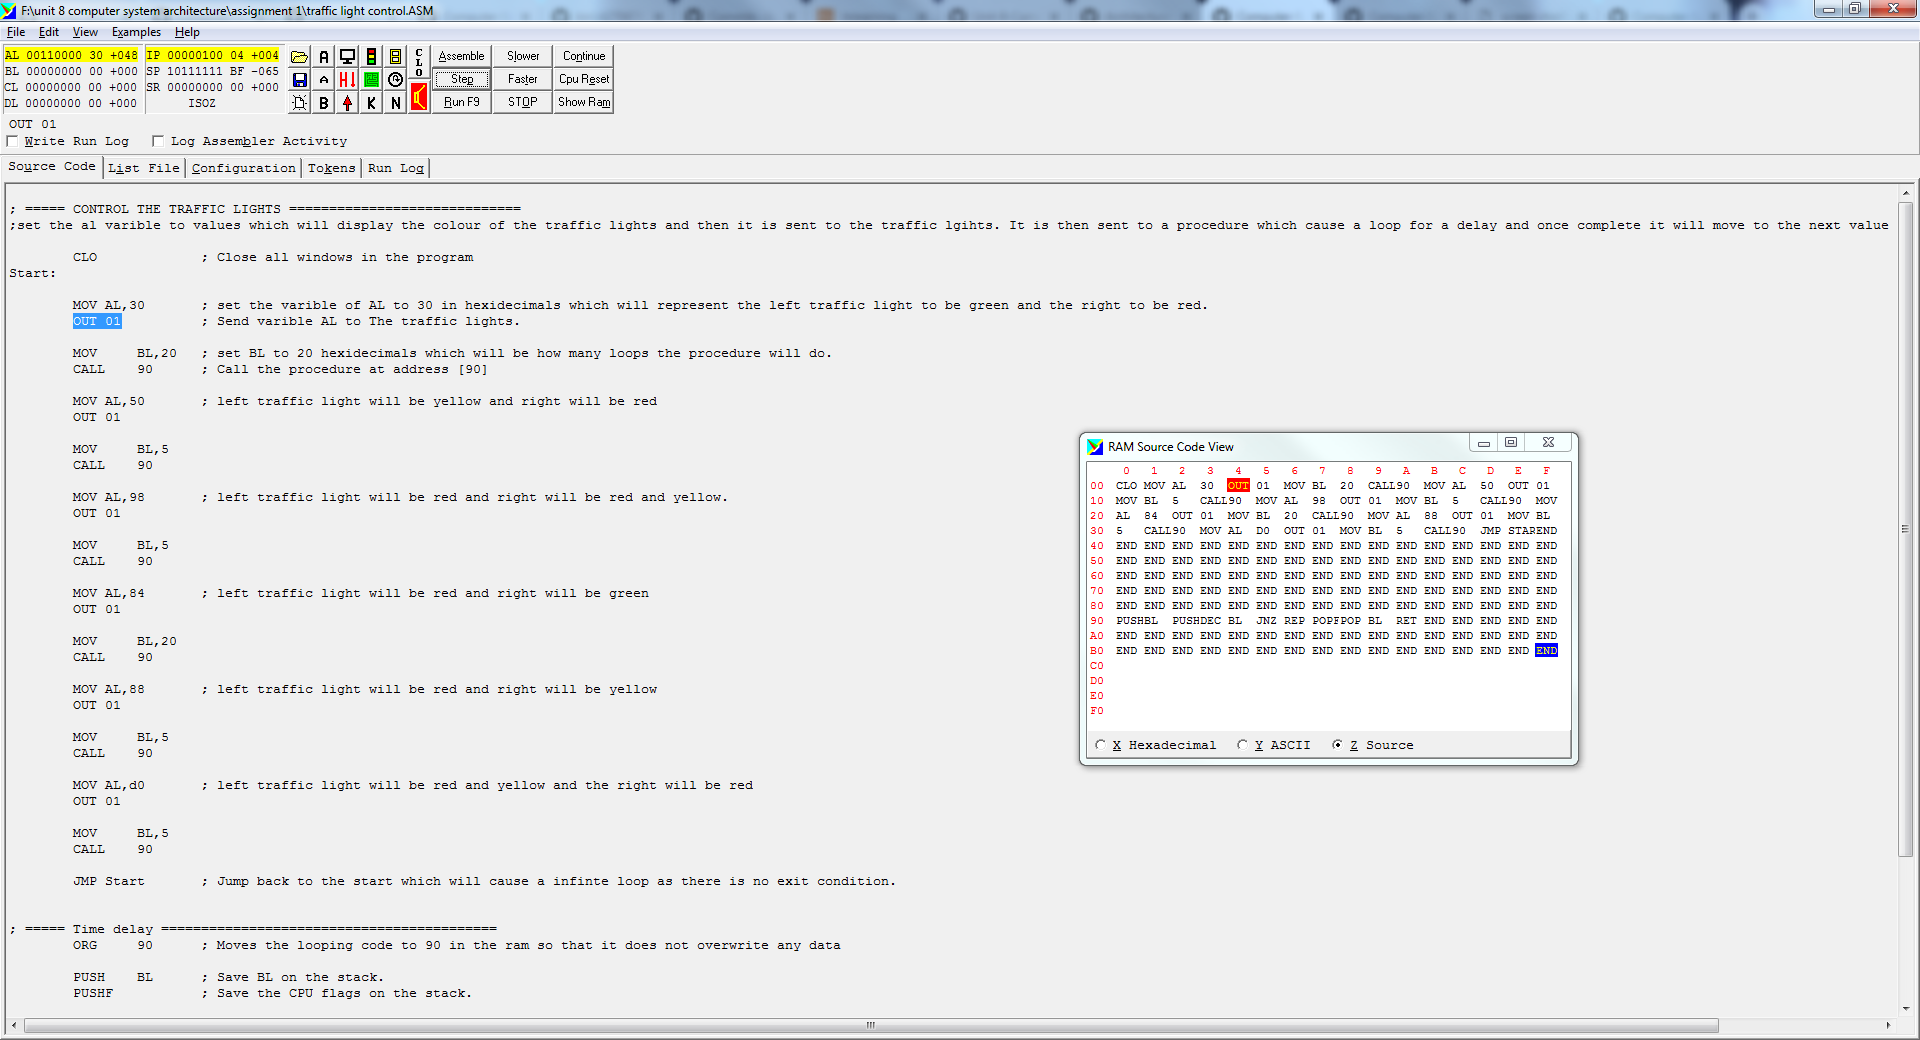 F:\unit 8 computer system architecture\assignment 1\traffic light control.ASM
File Edit View Examples Help
AL 00110000 30 +048 IP 00000100 04 +004
BL 00000000 00 +000 SP 10111111 BF -065
CL 00000000 00 +000 SR 00000000 00 +000
DL 00000000 00 +000 ISOZ
CLO
Assemble Slower Continue
Step Faster Cpu Reset
Run F9 STOP Show Ram
OUT 01
Write Run Log Log Assembler Activity
Source Code List File Configuration Tokens Run Log
; ===== CONTROL THE TRAFFIC LIGHTS =============================
;set the al varible to values which will display the colour of the traffic lights and then it is sent to the traffic lgihts. It is then sent to a procedure which cause a loop for a delay and once complete it will move to the next value
CLO ; Close all windows in the program
Start:
MOV AL,30 ; set the varible of AL to 30 in hexidecimals which will represent the left traffic light to be green and the right to be red.
OUT 01 ; Send varible AL to The traffic lights.
MOV BL,20 ; set BL to 20 hexidecimals which will be how many loops the procedure will do.
CALL 90 ; Call the procedure at address [90]
MOV AL,50 ; left traffic light will be yellow and right will be red
OUT 01
MOV BL,5
CALL 90
MOV AL,98 ; left traffic light will be red and right will be red and yellow.
OUT 01
MOV BL,5
CALL 90
MOV AL,84 ; left traffic light will be red and right will be green
OUT 01
MOV BL,20
CALL 90
MOV AL,88 ; left traffic light will be red and right will be yellow
OUT 01
MOV BL,5
CALL 90
MOV AL,d0 ; left traffic light will be red and yellow and the right will be red
OUT 01
MOV BL,5
CALL 90
JMP Start ; Jump back to the start which will cause a infinte loop as there is no exit condition.
; ===== Time delay ==========================================
ORG 90 ; Moves the looping code to 90 in the ram so that it does not overwrite any data
PUSH BL ; Save BL on the stack.
PUSHF ; Save the CPU flags on the stack.
RAM Source Code View
0 1 2 3 4 5 6 7 8 9 A B C D E F
00 CLO MOV AL 30 OUT 01 MOV BL 20 CALL90 MOV AL 50 OUT 01
10 MOV BL 5 CALL90 MOV AL 98 OUT 01 MOV BL 5 CALL90 MOV
20 AL 84 OUT 01 MOV BL 20 CALL90 MOV AL 88 OUT 01 MOV BL
30 5 CALL90 MOV AL D0 OUT 01 MOV BL 5 CALL90 JMP STAREND
40 END END END END END END END END END END END END END END END END
50 END END END END END END END END END END END END END END END END
60 END END END END END END END END END END END END END END END END
70 END END END END END END END END END END END END END END END END
80 END END END END END END END END END END END END END END END END
90 PUSHBL PUSHDEC BL JNZ REP POPFPOP BL RET END END END END END
A0 END END END END END END END END END END END END END END END END
B0 END END END END END END END END END END END END END END END END
C0
D0
E0
F0
X Hexadecimal Y ASCII Z Source